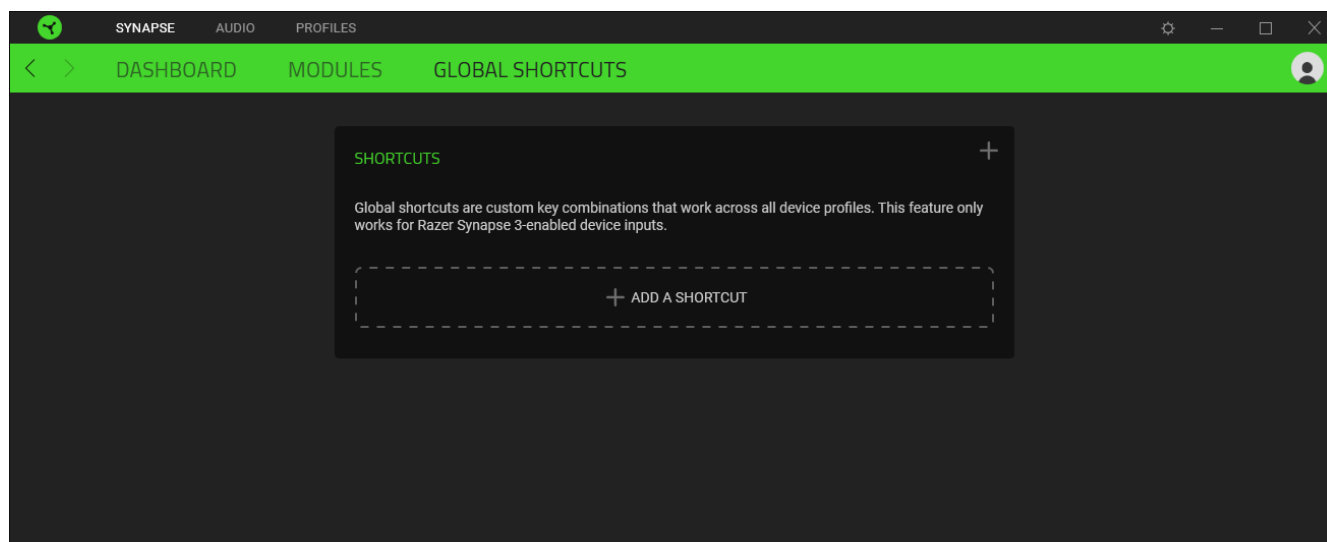 SYNAPSE AUDIO PROFILES
DASHBOARD MODULES GLOBAL SHORTCUTS
SHORTCUTS
Global shortcuts are custom key combinations that work across all device profiles. This feature only
works for Razer Synapse 3-enabled device inputs.
ADD A SHORTCUT